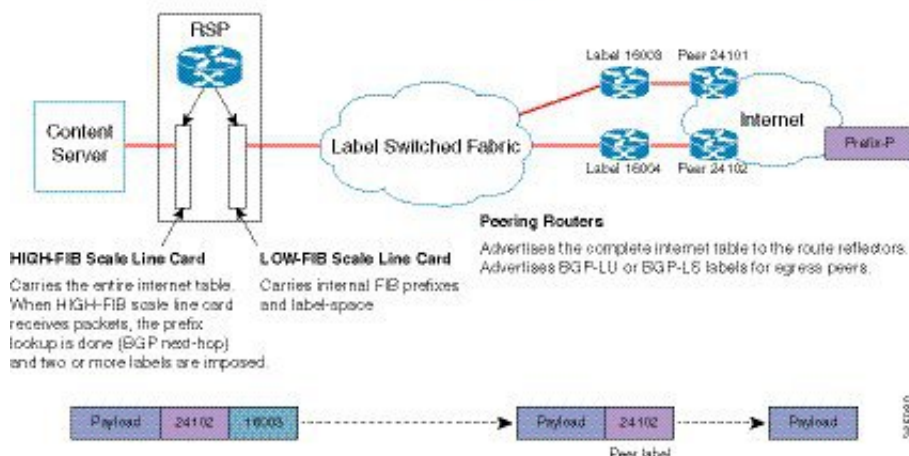 RSP
Label 16003 Peer 24101
Content
Server
Label Switched Fabric
Internet
Prefix-P
Label 16004 Peer 24102
Peering Routers
Advertises the complete internet table to the route reflectors.
Advertises BGP-LU or BGP-LS labels for egress peers.
HIGH-FIB Scale Line Card
Carries the entire internet table.
When HIGH-FIB scale line card
receives packets, the prefix
lookup is done (BGP next-hop)
and two or more labels are imposed.
LOW-FIB Scale Line Card
Carries internal FIB prefixes
and label-space
Payload 24102 16003
Payload 24102
Payload
Peer label